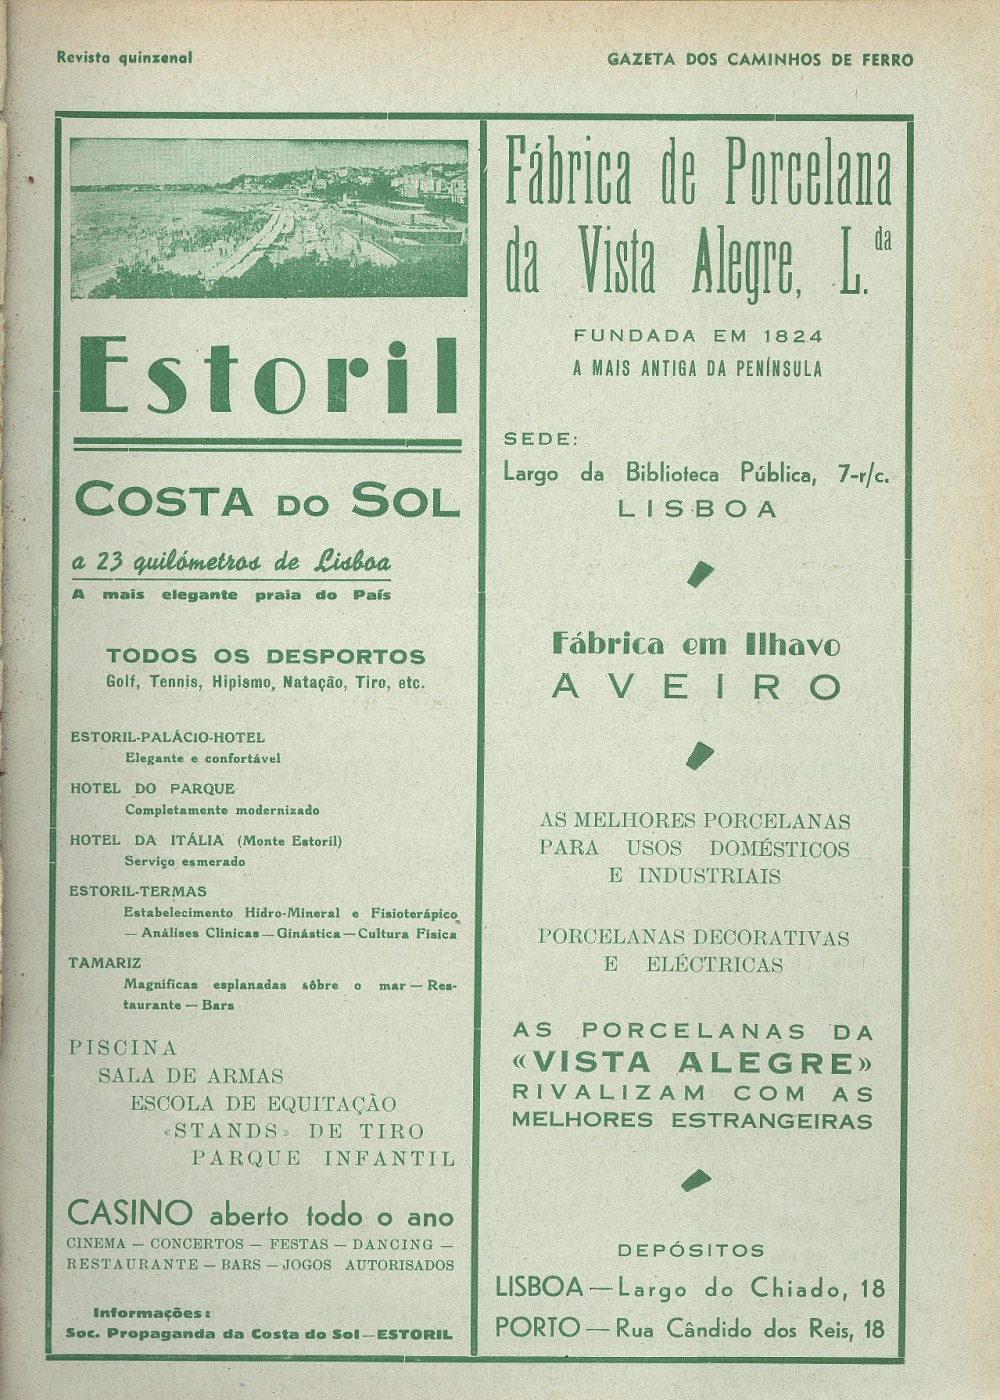 Revista quinzenal
GAZETA DOS CAMINHOS DE FERRO
Estoril
COSTA DO SOL
a 23 quilómetros de Lisboa
A mais elegante praia do País
TODOS OS DESPORTOS
Golf, Tennis, Hipismo, Natação, Tiro, etc.
ESTORIL-PALÁCIO-HOTEL
Elegante e confortável
HOTEL DO PARQUE
Completamente modernizado
HOTEL DA ITÁLIA (Monte Estoril)
Serviço esmerado
ESTORIL-TERMAS
Estabelecimento Hidro-Mineral e Fisioterápico
— Análises Clínicas — Ginástica — Cultura Física
TAMARIZ
Magníficas esplanadas sôbre o mar — Res-
taurante — Bars
PISCINA
SALA DE ARMAS
ESCOLA DE EQUITAÇÃO
«STANDS» DE TIRO
PARQUE INFANTIL
CASINO aberto todo o ano
CINEMA — CONCERTOS — FESTAS — DANCING —
RESTAURANTE — BARS — JOGOS AUTORISADOS
Informações:
Soc. Propaganda da Costa do Sol — ESTORIL
Fábrica de Porcelana
da Vista Alegre, L.da
FUNDADA EM 1824
A MAIS ANTIGA DA PENÍNSULA
SEDE:
Largo da Biblioteca Pública, 7-r/c.
LISBOA
Fábrica em Ilhavo
AVEIRO
AS MELHORES PORCELANAS
PARA USOS DOMÉSTICOS
E INDUSTRIAIS
PORCELANAS DECORATIVAS
E ELÉCTRICAS
AS PORCELANAS DA
«VISTA ALEGRE»
RIVALIZAM COM AS
MELHORES ESTRANGEIRAS
DEPÓSITOS
LISBOA — Largo do Chiado, 18
PORTO — Rua Cândido dos Reis, 18